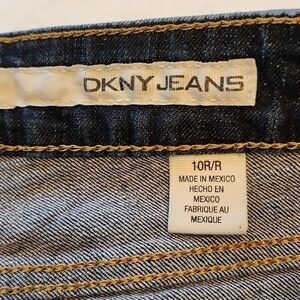 DKNY JEANS
10R/R
MADE IN MEXICO
HECHO EN
MEXICO
FABRIQUE AU
MEXIQUE